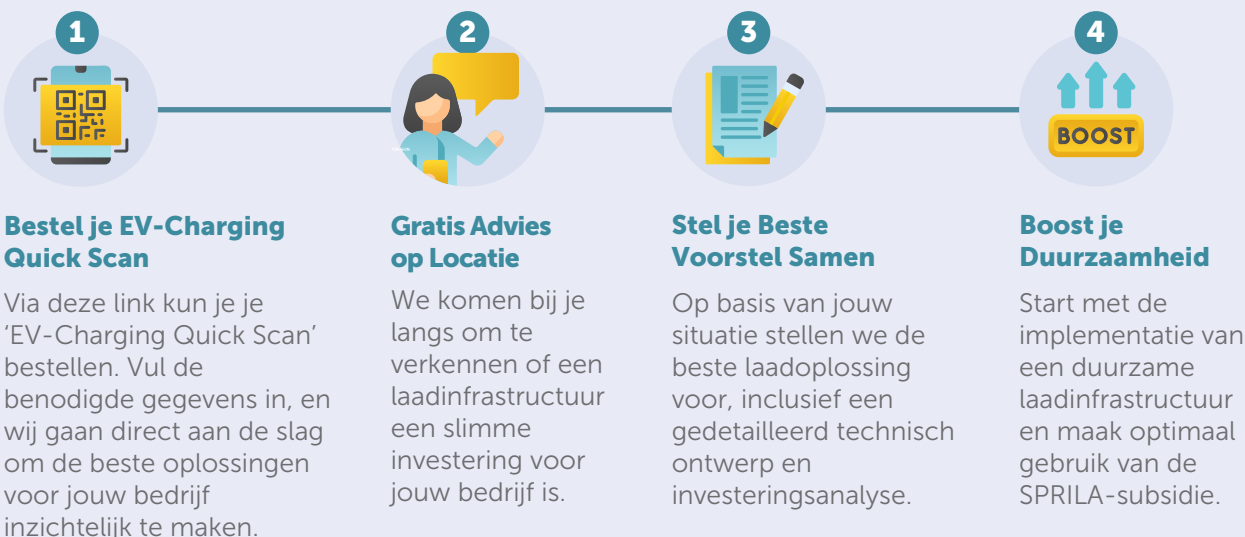 1
Bestel je EV-Charging
Quick Scan
Via deze link kun je je
‘EV-Charging Quick Scan’
bestellen. Vul de
benodigde gegevens in, en
wij gaan direct aan de slag
om de beste oplossingen
voor jouw bedrijf
inzichtelijk te maken.
2
Gratis Advies
op Locatie
We komen bij je
langs om te
verkennen of een
laadinfrastructuur
een slimme
investering voor
jouw bedrijf is.
3
Stel je Beste
Voorstel Samen
Op basis van jouw
situatie stellen we de
beste laadoplossing
voor, inclusief een
gedetailleerd technisch
ontwerp en
investeringsanalyse.
4
BOOST
Boost je
Duurzaamheid
Start met de
implementatie van
een duurzame
laadinfrastructuur
en maak optimaal
gebruik van de
SPRILA-subsidie.